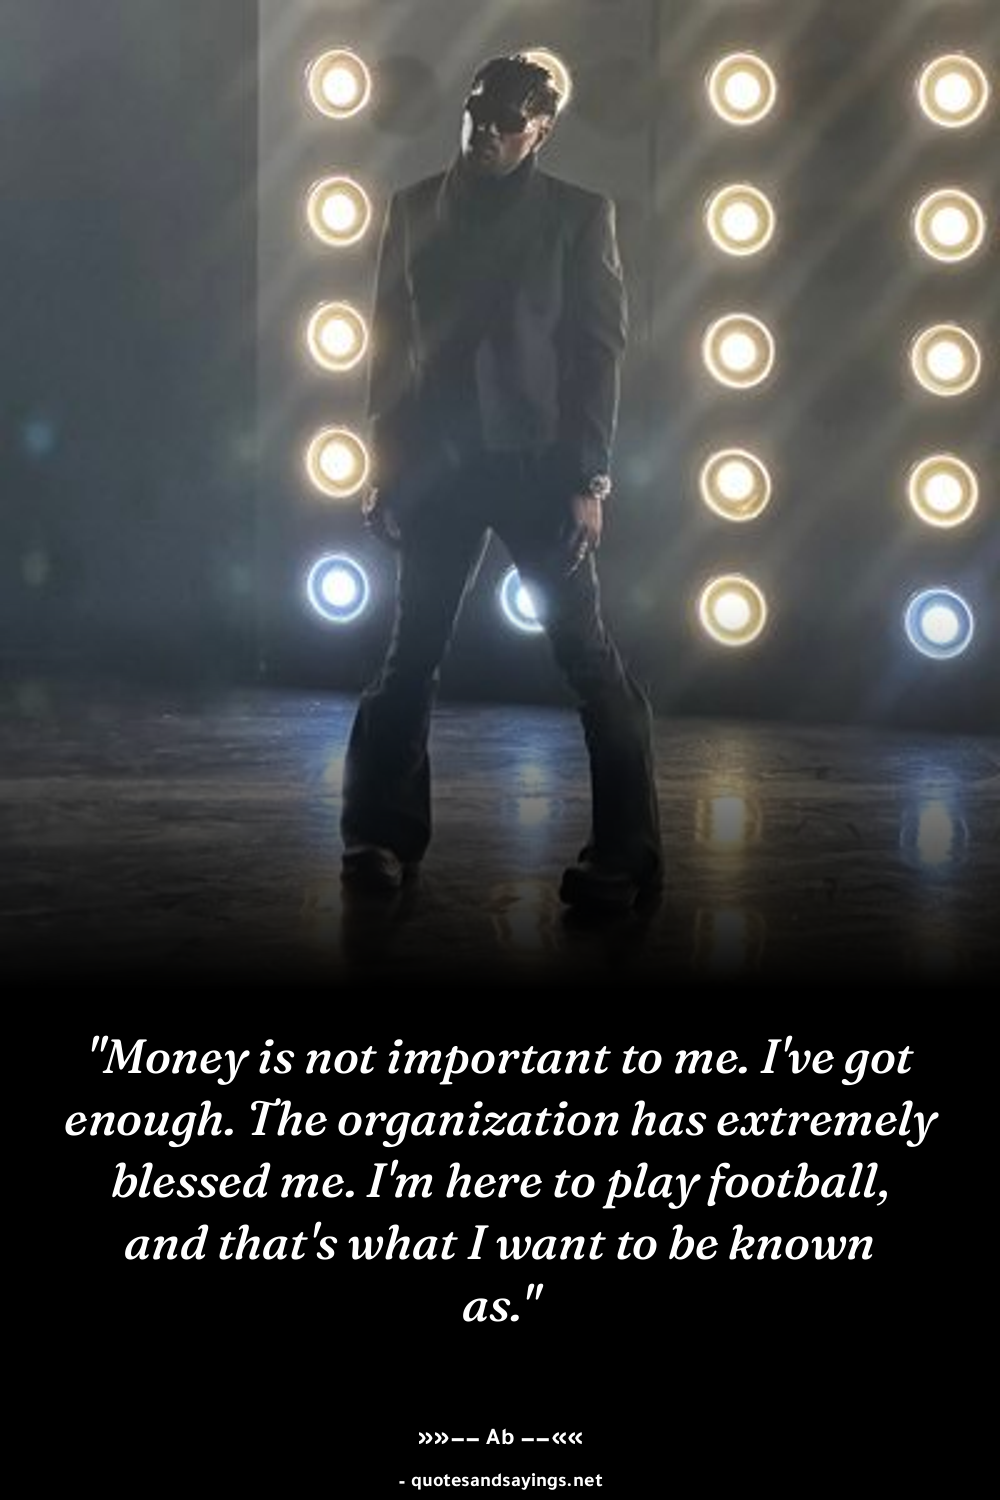 "Money is not important to me. I've got
enough. The organization has extremely
blessed me. I'm here to play football,
and that's what I want to be known
as."
»»–– Ab ––««
- quotesandsayings.net